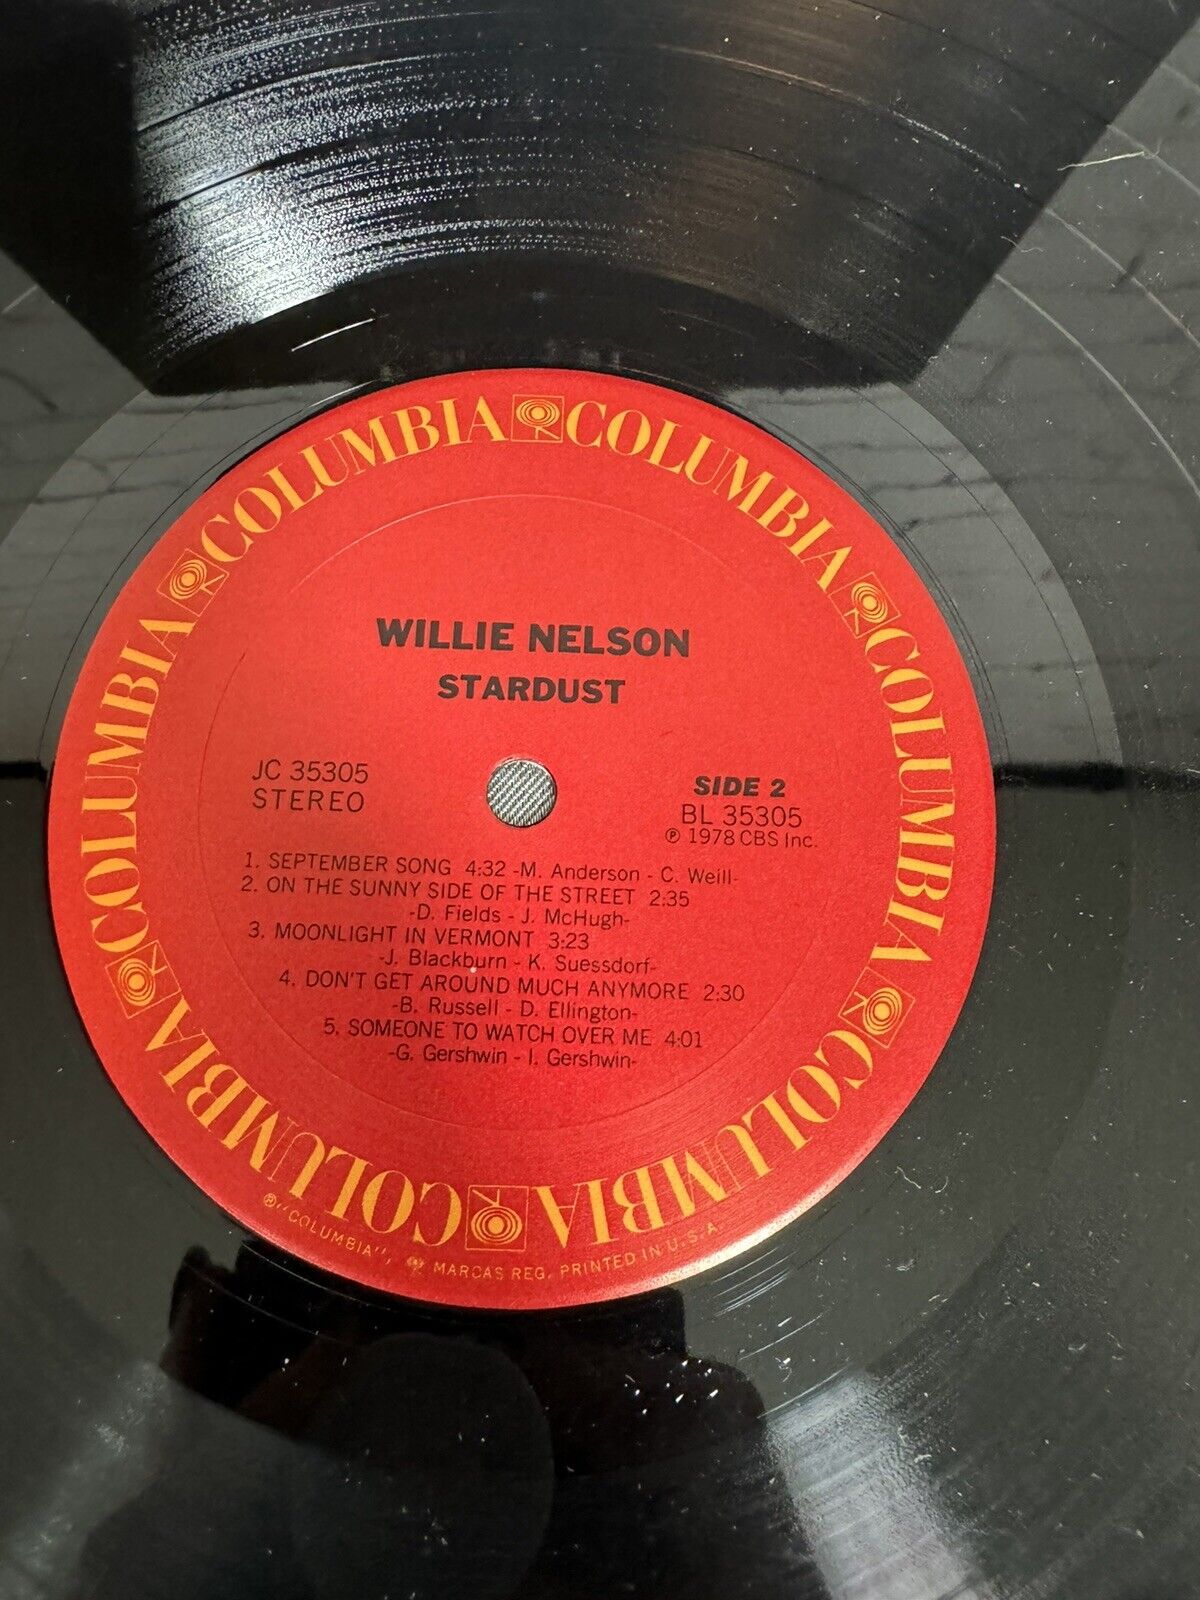 COLUMBIA COLUMBIA COLUMBIA COLUMBIA COLUMBIA COLUMBIA COLUMBIA COLUMBIA
WILLIE NELSON
STARDUST
JC 35305
STEREO
SIDE 2
BL 35305
℗ 1978 CBS Inc.
1. SEPTEMBER SONG 4:32 -M. Anderson - C. Weill-
2. ON THE SUNNY SIDE OF THE STREET 2:35
-D. Fields - J. McHugh-
3. MOONLIGHT IN VERMONT 3:23
-J. Blackburn - K. Suessdorf-
4. DON'T GET AROUND MUCH ANYMORE 2:30
-B. Russell - D. Ellington-
5. SOMEONE TO WATCH OVER ME 4:01
-G. Gershwin - I. Gershwin-
® "COLUMBIA", MARCAS REG. PRINTED IN U.S.A.